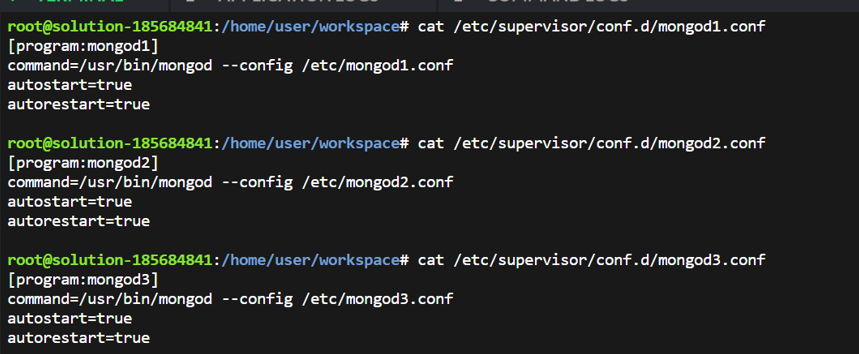 root@solution-185684841:/home/user/workspace# cat /etc/supervisor/conf.d/mongod1.conf
[program:mongod1]
command=/usr/bin/mongod --config /etc/mongod1.conf
autostart=true
autorestart=true
root@solution-185684841:/home/user/workspace# cat /etc/supervisor/conf.d/mongod2.conf
[program:mongod2]
command=/usr/bin/mongod --config /etc/mongod2.conf
autostart=true
autorestart=true
root@solution-185684841:/home/user/workspace# cat /etc/supervisor/conf.d/mongod3.conf
[program:mongod3]
command=/usr/bin/mongod --config /etc/mongod3.conf
autostart=true
autorestart=true